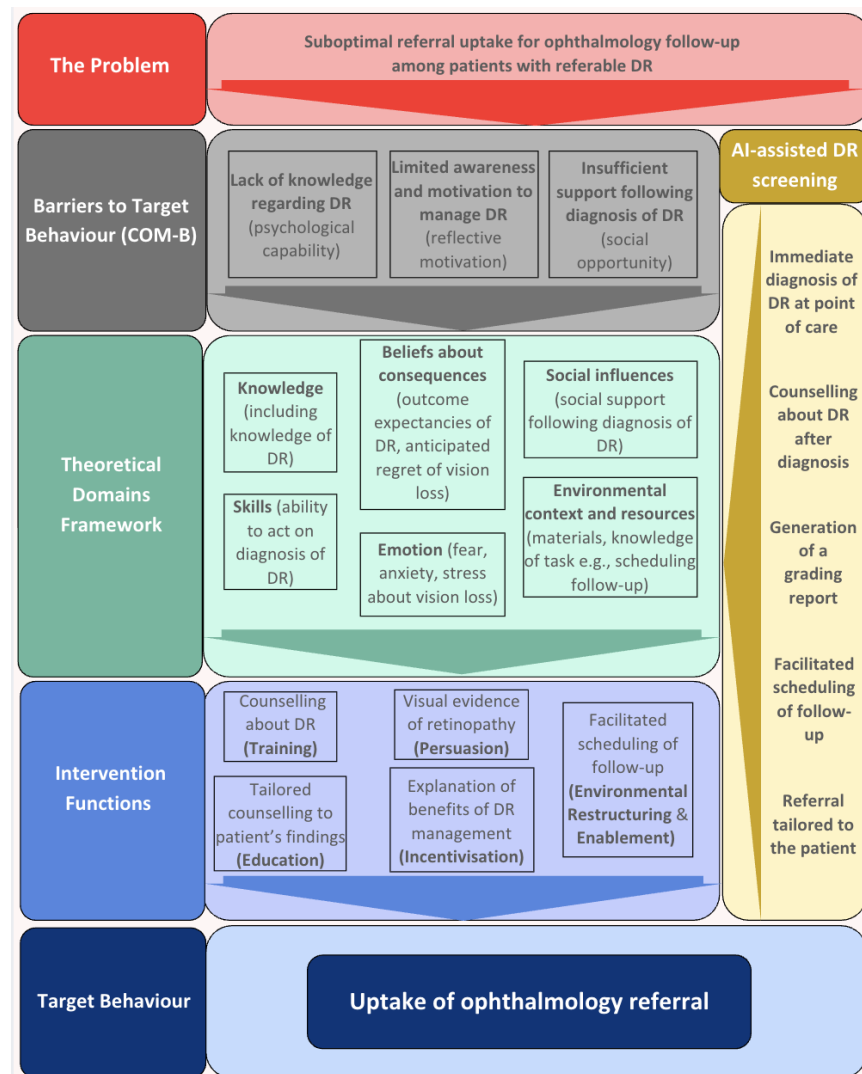 The Problem
Suboptimal referral uptake for ophthalmology follow-up
among patients with referable DR
Barriers to Target
Behaviour (COM-B)
Lack of knowledge
regarding DR
(psychological
capability)
Limited awareness
and motivation to
manage DR
(reflective
motivation)
Insufficient
support following
diagnosis of DR
(social
opportunity)
AI-assisted DR
screening
Immediate
diagnosis of
DR at point
of care
Counselling
about DR
after
diagnosis
Generation
of a
grading
report
Facilitated
scheduling
of follow-
up
Referral
tailored to
the patient
Theoretical
Domains
Framework
Knowledge
(including
knowledge of
DR)
Skills (ability
to act on
diagnosis of
DR)
Beliefs about
consequences
(outcome
expectancies of
DR, anticipated
regret of vision
loss)
Emotion (fear,
anxiety, stress
about vision loss)
Social influences
(social support
following diagnosis of
DR)
Environmental
context and resources
(materials, knowledge
of task e.g., scheduling
follow-up)
Intervention
Functions
Counselling
about DR
(Training)
Tailored
counselling to
patient's findings
(Education)
Visual evidence
of retinopathy
(Persuasion)
Explanation of
benefits of DR
management
(Incentivisation)
Facilitated
scheduling of
follow-up
(Environmental
Restructuring &
Enablement)
Target Behaviour
Uptake of ophthalmology referral